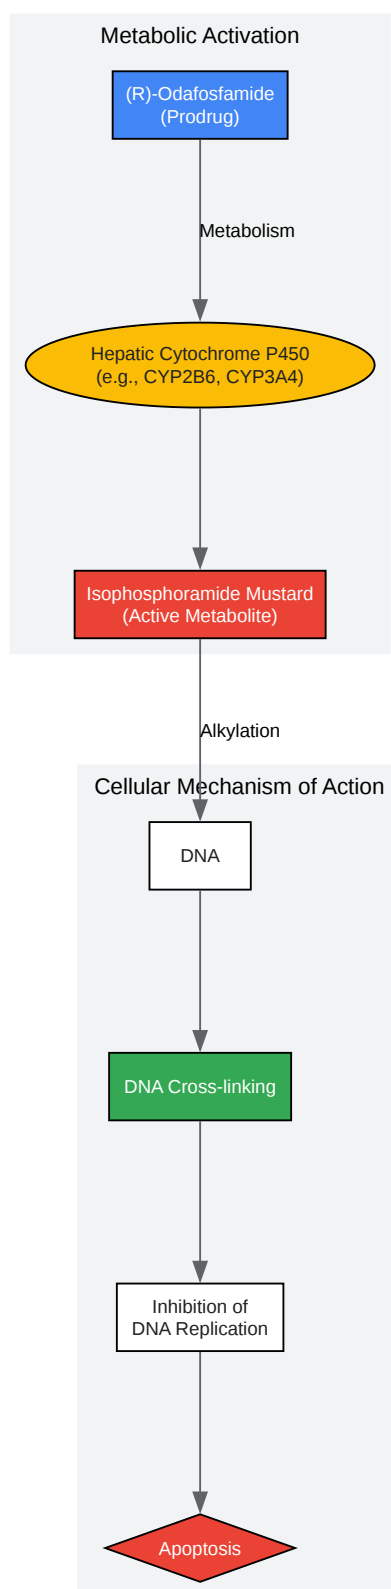 Metabolic Activation
(R)-Odafosfamide
(Prodrug)
Metabolism
Hepatic Cytochrome P450
(e.g., CYP2B6, CYP3A4)
Isophosphoramide Mustard
(Active Metabolite)
Alkylation
Cellular Mechanism of Action
DNA
DNA Cross-linking
Inhibition of
DNA Replication
Apoptosis